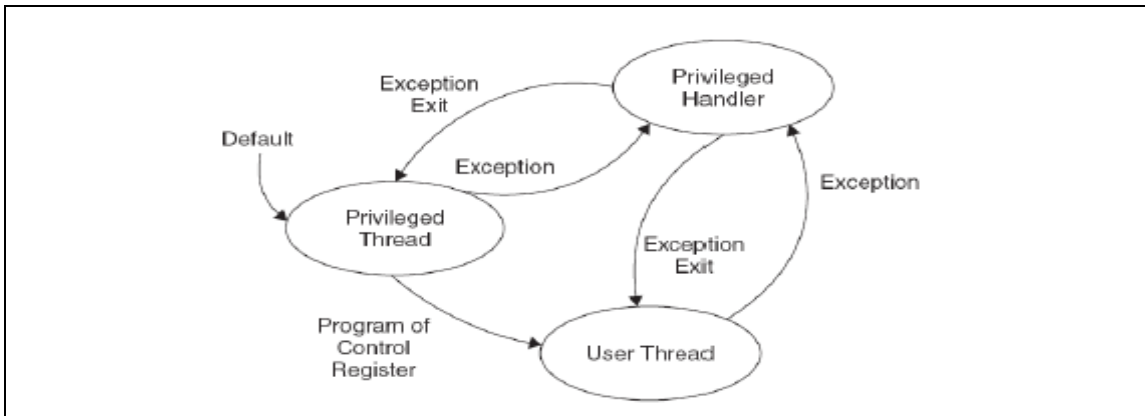 Privileged
Handler
Exception
Exit
Default
Exception
Exception
Privileged
Thread
Exception
Exit
Program of
Control
Register
User Thread